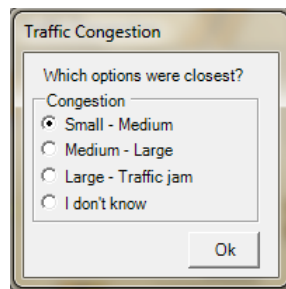 Traffic Congestion
Which options were closest?
Congestion
Small - Medium
Medium - Large
Large - Traffic jam
I don't know
Ok